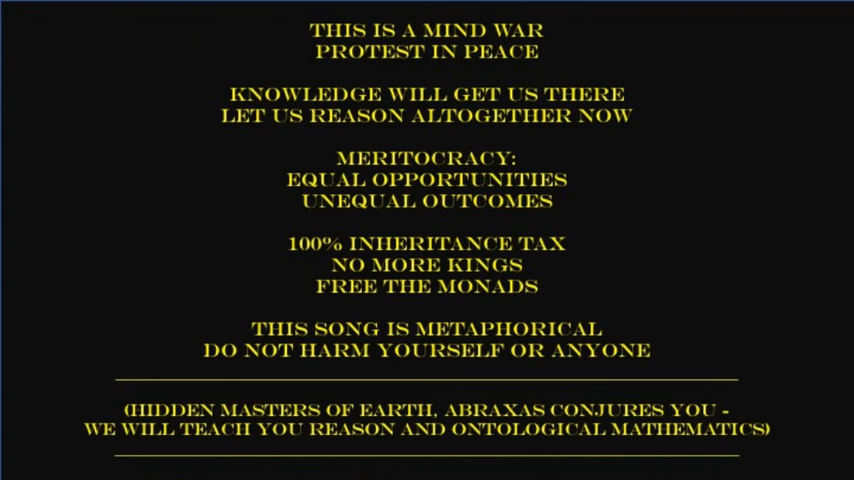 THIS IS A MIND WAR
PROTEST IN PEACE
KNOWLEDGE WILL GET US THERE
LET US REASON ALTOGETHER NOW
MERITOCRACY:
EQUAL OPPORTUNITIES
UNEQUAL OUTCOMES
100% INHERITANCE TAX
NO MORE KINGS
FREE THE MONADS
THIS SONG IS METAPHORICAL
DO NOT HARM YOURSELF OR ANYONE
(HIDDEN MASTERS OF EARTH, ABRAXAS CONJURES YOU -
WE WILL TEACH YOU REASON AND ONTOLOGICAL MATHEMATICS)